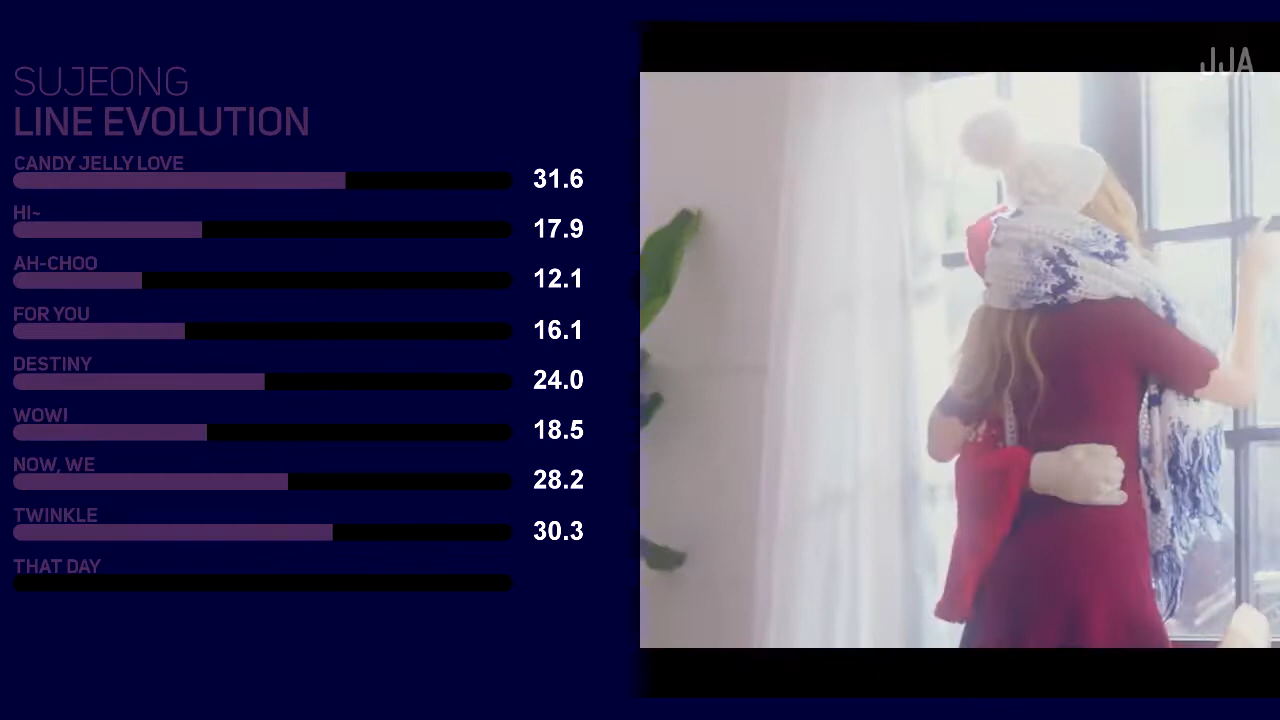 SUJEONG
LINE EVOLUTION
CANDY JELLY LOVE
31.6
HI~
17.9
AH-CHOO
12.1
FOR YOU
16.1
DESTINY
24.0
WOW!
18.5
NOW, WE
28.2
TWINKLE
30.3
THAT DAY
JJA